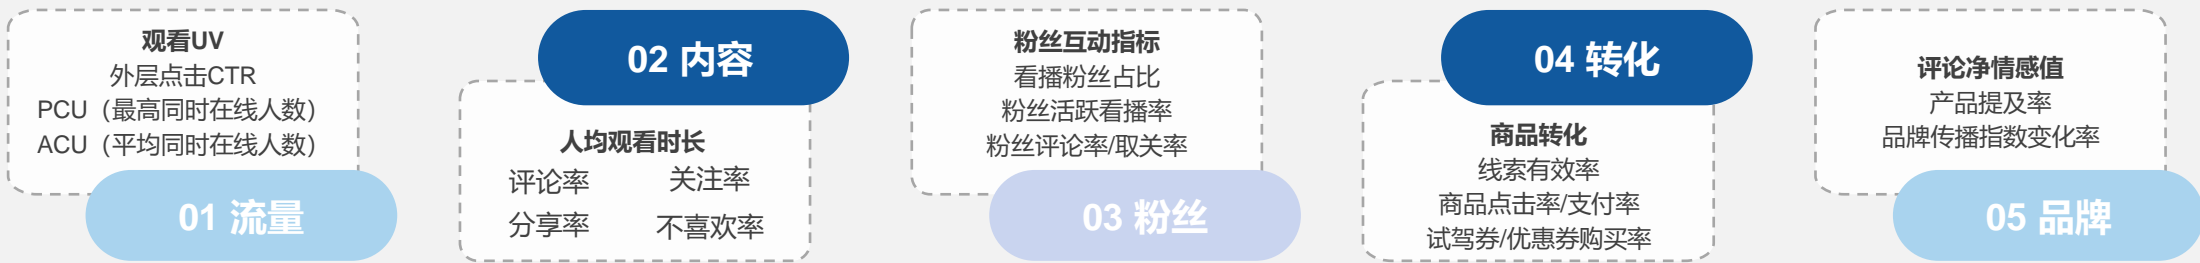 观看UV
外层点击CTR
PCU（最高同时在线人数）
ACU（平均同时在线人数）
01 流量
02 内容
人均观看时长
评论率 关注率
分享率 不喜欢率
粉丝互动指标
看播粉丝占比
粉丝活跃看播率
粉丝评论率/取关率
03 粉丝
04 转化
商品转化
线索有效率
商品点击率/支付率
试驾券/优惠券购买率
评论净情感值
产品提及率
品牌传播指数变化率
05 品牌